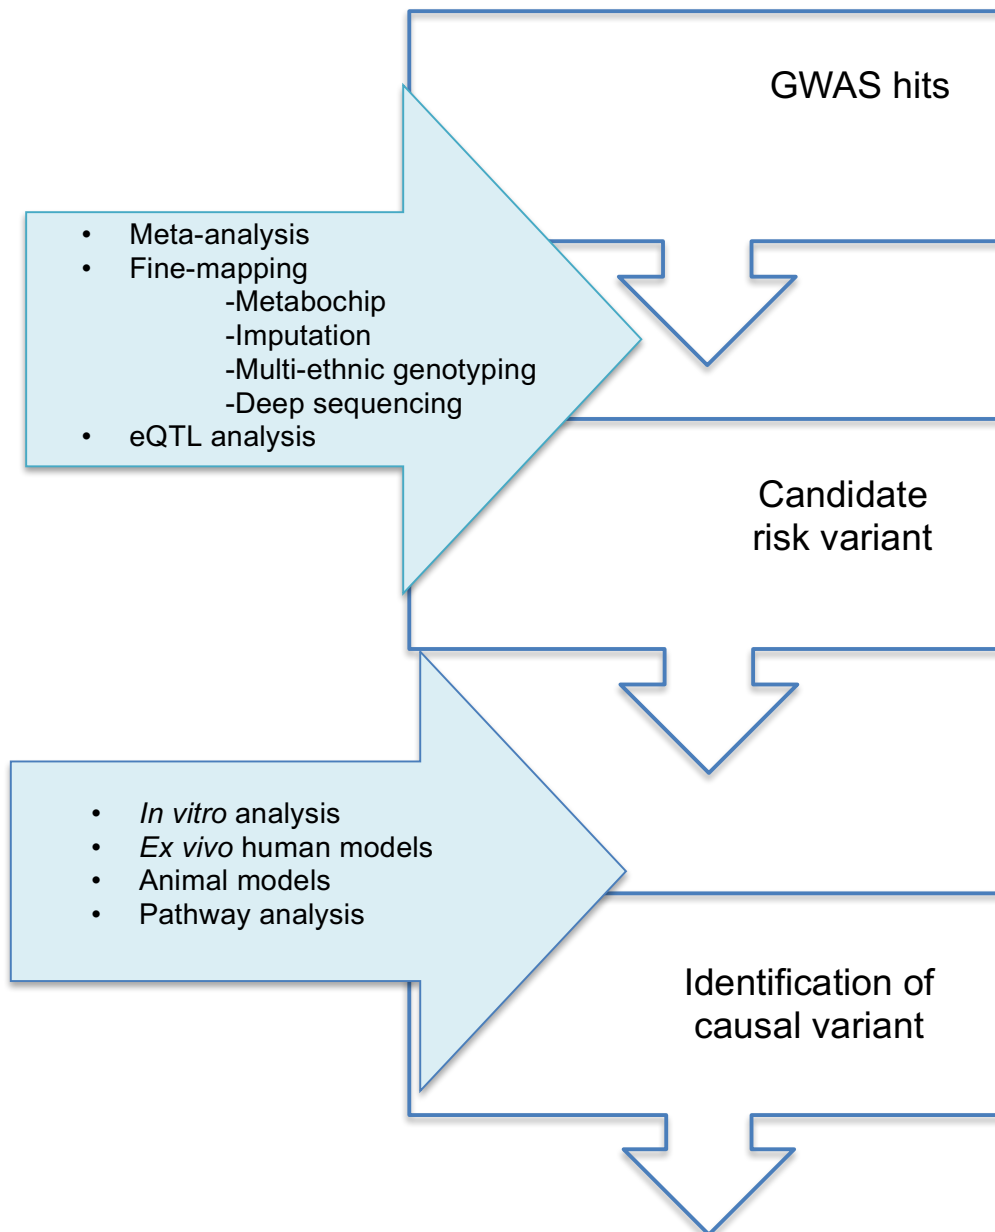 GWAS hits
• Meta-analysis
• Fine-mapping
-Metabochip
-Imputation
-Multi-ethnic genotyping
-Deep sequencing
• eQTL analysis
Candidate
risk variant
• In vitro analysis
• Ex vivo human models
• Animal models
• Pathway analysis
Identification of
causal variant